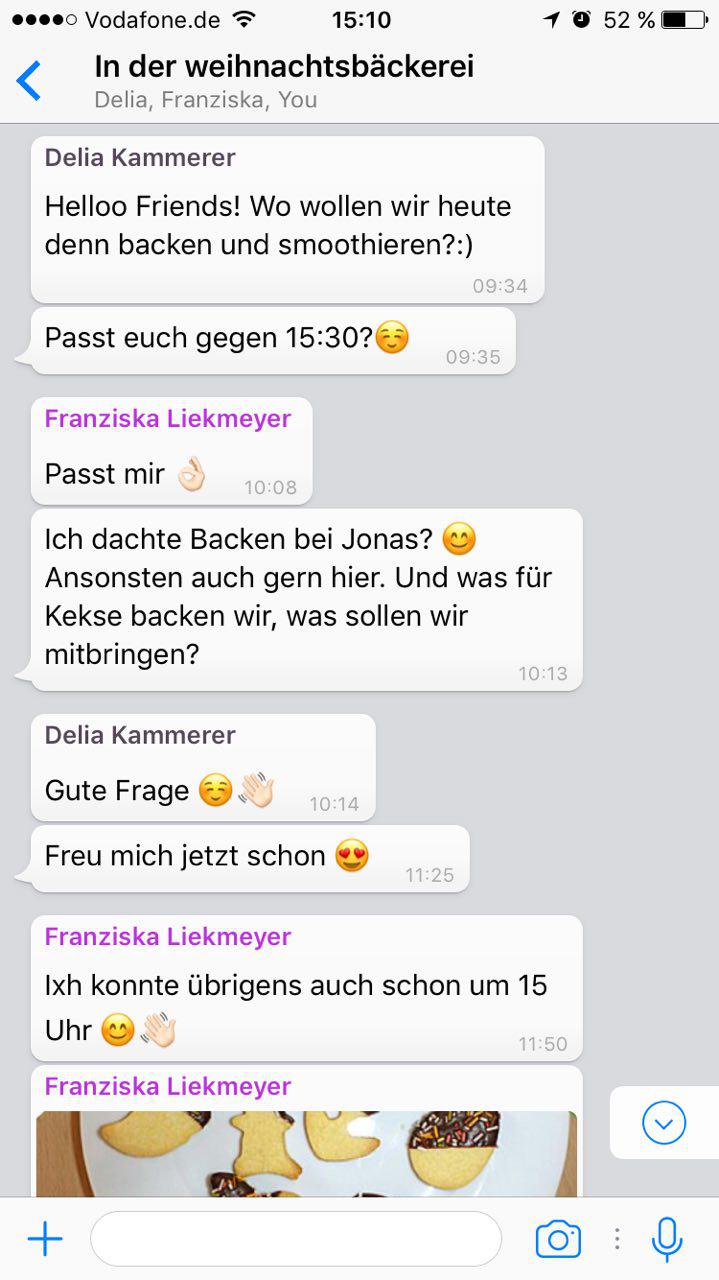 Vodafone.de 15:10 52 %
In der weihnachtsbäckerei
Delia, Franziska, You
Delia Kammerer
Helloo Friends! Wo wollen wir heute
denn backen und smoothieren?:)
09:34
Passt euch gegen 15:30?☺️
09:35
Franziska Liekmeyer
Passt mir 👌🏻
10:08
Ich dachte Backen bei Jonas? 😊
Ansonsten auch gern hier. Und was für
Kekse backen wir, was sollen wir
mitbringen?
10:13
Delia Kammerer
Gute Frage ☺️👋🏻
10:14
Freu mich jetzt schon 😍
11:25
Franziska Liekmeyer
Ixh konnte übrigens auch schon um 15
Uhr 😊👋🏻
11:50
Franziska Liekmeyer